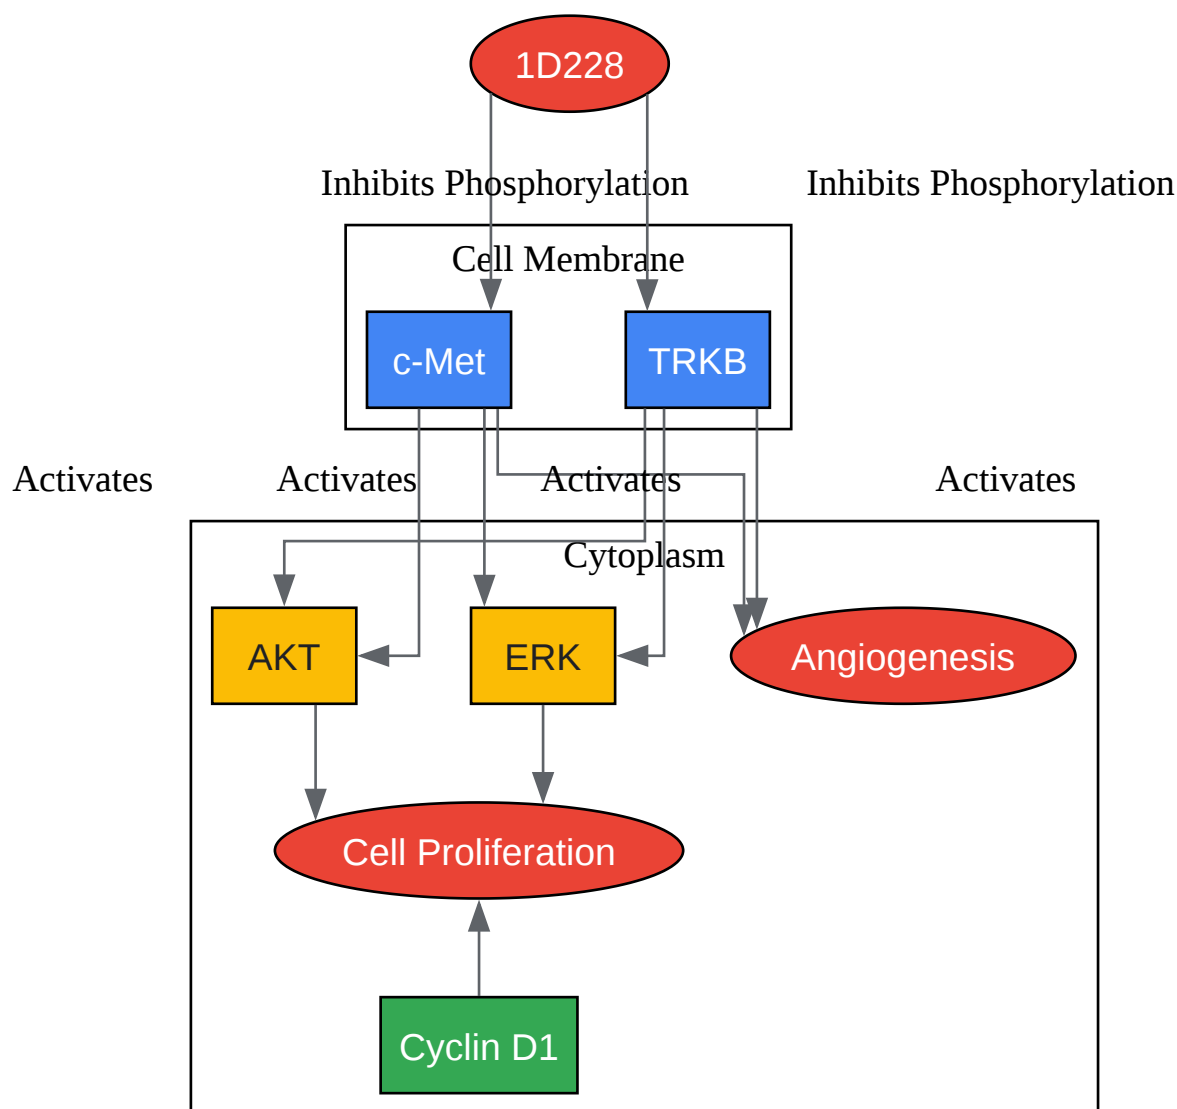 1D228
Inhibits Phosphorylation
Inhibits Phosphorylation
Cell Membrane
c-Met
TRKB
Activates
Activates
Activates
Activates
Cytoplasm
AKT
ERK
Angiogenesis
Cell Proliferation
Cyclin D1